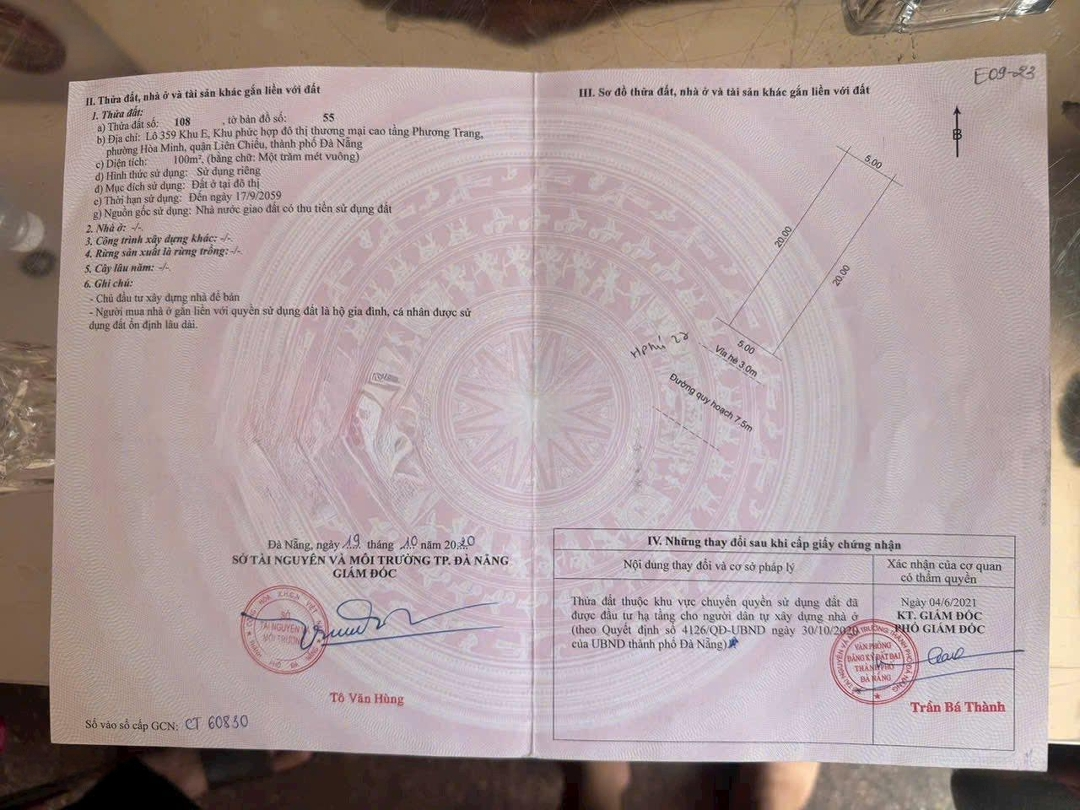 E09-23
II. Thửa đất, nhà ở và tài sản khác gắn liền với đất
1. Thửa đất:
a) Thửa đất số: 108 , tờ bản đồ số: 55
b) Địa chỉ: Lô 359 Khu E, Khu phức hợp đô thị thương mại cao tầng Phương Trang,
phường Hòa Minh, quận Liên Chiểu, thành phố Đà Nẵng
c) Diện tích: 100m², (bằng chữ: Một trăm mét vuông)
d) Hình thức sử dụng: Sử dụng riêng
đ) Mục đích sử dụng: Đất ở tại đô thị
e) Thời hạn sử dụng: Đến ngày 17/9/2059
g) Nguồn gốc sử dụng: Nhà nước giao đất có thu tiền sử dụng đất
2. Nhà ở: -/-.
3. Công trình xây dựng khác: -/-.
4. Rừng sản xuất là rừng trồng: -/-.
5. Cây lâu năm: -/-.
6. Ghi chú:
- Chủ đầu tư xây dựng nhà để bán
- Người mua nhà ở gắn liền với quyền sử dụng đất là hộ gia đình, cá nhân được sử
dụng đất ổn định lâu dài.
Đà Nẵng, ngày 19 tháng 10 năm 2020
SỞ TÀI NGUYÊN VÀ MÔI TRƯỜNG TP. ĐÀ NẴNG
GIÁM ĐỐC
SỞ
TÀI NGUYÊN
MÔI TRƯỜNG
Tô Văn Hùng
Số vào sổ cấp GCN: CT 60830
III. Sơ đồ thửa đất, nhà ở và tài sản khác gắn liền với đất
B
5.00
20.00
20.00
5.00
Vỉa hè 3.0m
Đường quy hoạch 7.5m
IV. Những thay đổi sau khi cấp giấy chứng nhận
Nội dung thay đổi và cơ sở pháp lý
Xác nhận của cơ quan
có thẩm quyền
Thửa đất thuộc khu vực chuyển quyền sử dụng đất đã
được đầu tư hạ tầng cho người dân tự xây dựng nhà ở
(theo Quyết định số 4126/QĐ-UBND ngày 30/10/2020
của UBND thành phố Đà Nẵng)
Ngày 04/6/2021
KT. GIÁM ĐỐC
PHÓ GIÁM ĐỐC
VĂN PHÒNG
ĐĂNG KÝ ĐẤT ĐAI
THÀNH PHỐ
ĐÀ NẴNG
Trần Bá Thành